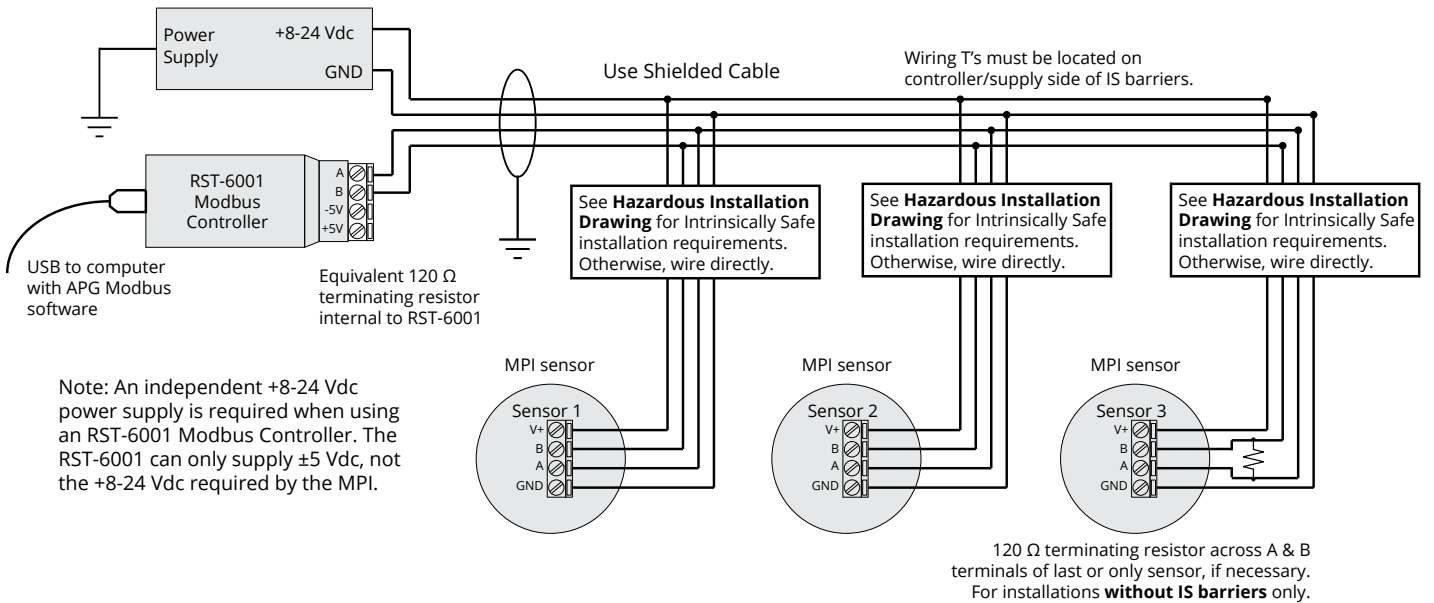 Power
Supply
+8-24 Vdc
GND
Use Shielded Cable
Wiring T's must be located on
controller/supply side of IS barriers.
RST-6001
Modbus
Controller
A
B
-5V
+5V
USB to computer
with APG Modbus
software
Equivalent 120 Ω
terminating resistor
internal to RST-6001
See Hazardous Installation
Drawing for Intrinsically Safe
installation requirements.
Otherwise, wire directly.
See Hazardous Installation
Drawing for Intrinsically Safe
installation requirements.
Otherwise, wire directly.
See Hazardous Installation
Drawing for Intrinsically Safe
installation requirements.
Otherwise, wire directly.
Note: An independent +8-24 Vdc
power supply is required when using
an RST-6001 Modbus Controller. The
RST-6001 can only supply ±5 Vdc, not
the +8-24 Vdc required by the MPI.
MPI sensor
Sensor 1
V+
B
A
GND
MPI sensor
Sensor 2
V+
B
A
GND
MPI sensor
Sensor 3
V+
B
A
GND
120 Ω terminating resistor across A & B
terminals of last or only sensor, if necessary.
For installations without IS barriers only.